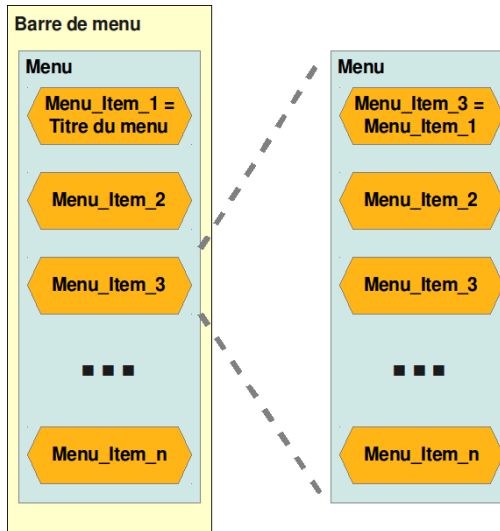 Barre de menu
Menu
Menu_Item_1 =
Titre du menu
Menu_Item_2
Menu_Item_3
Menu_Item_n
Menu
Menu_Item_3 =
Menu_Item_1
Menu_Item_2
Menu_Item_3
Menu_Item_n